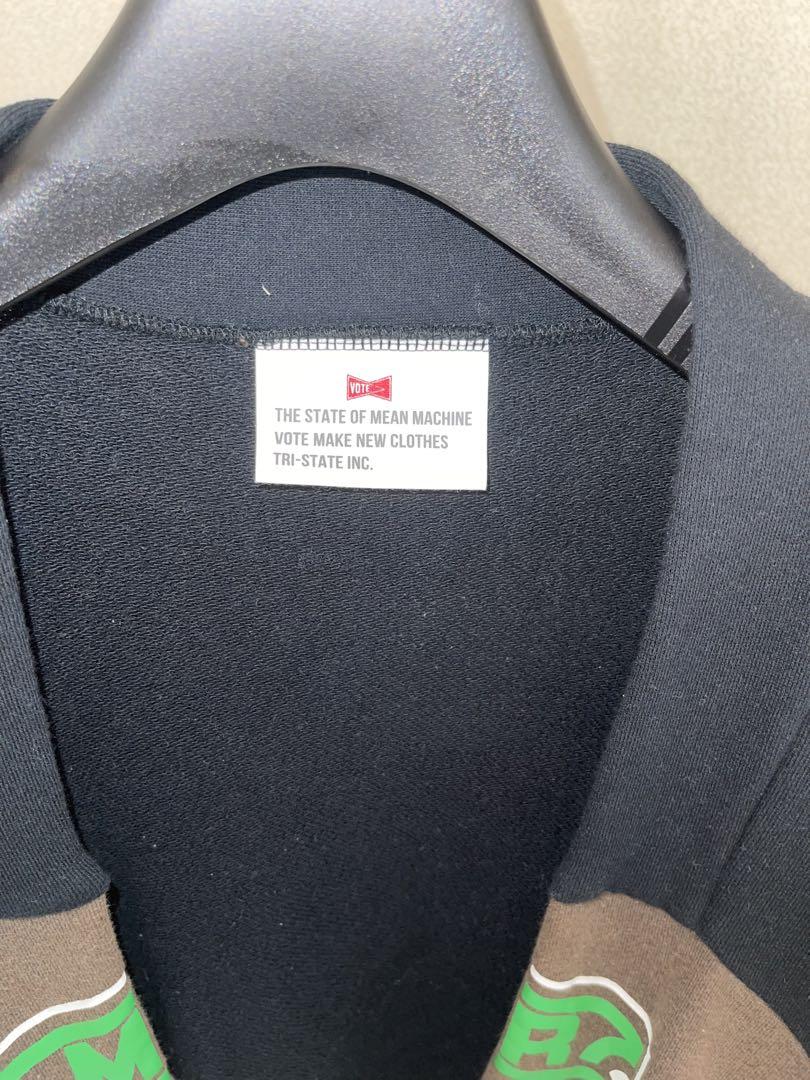 VOTE
THE STATE OF MEAN MACHINE
VOTE MAKE NEW CLOTHES
TRI-STATE INC.
M R